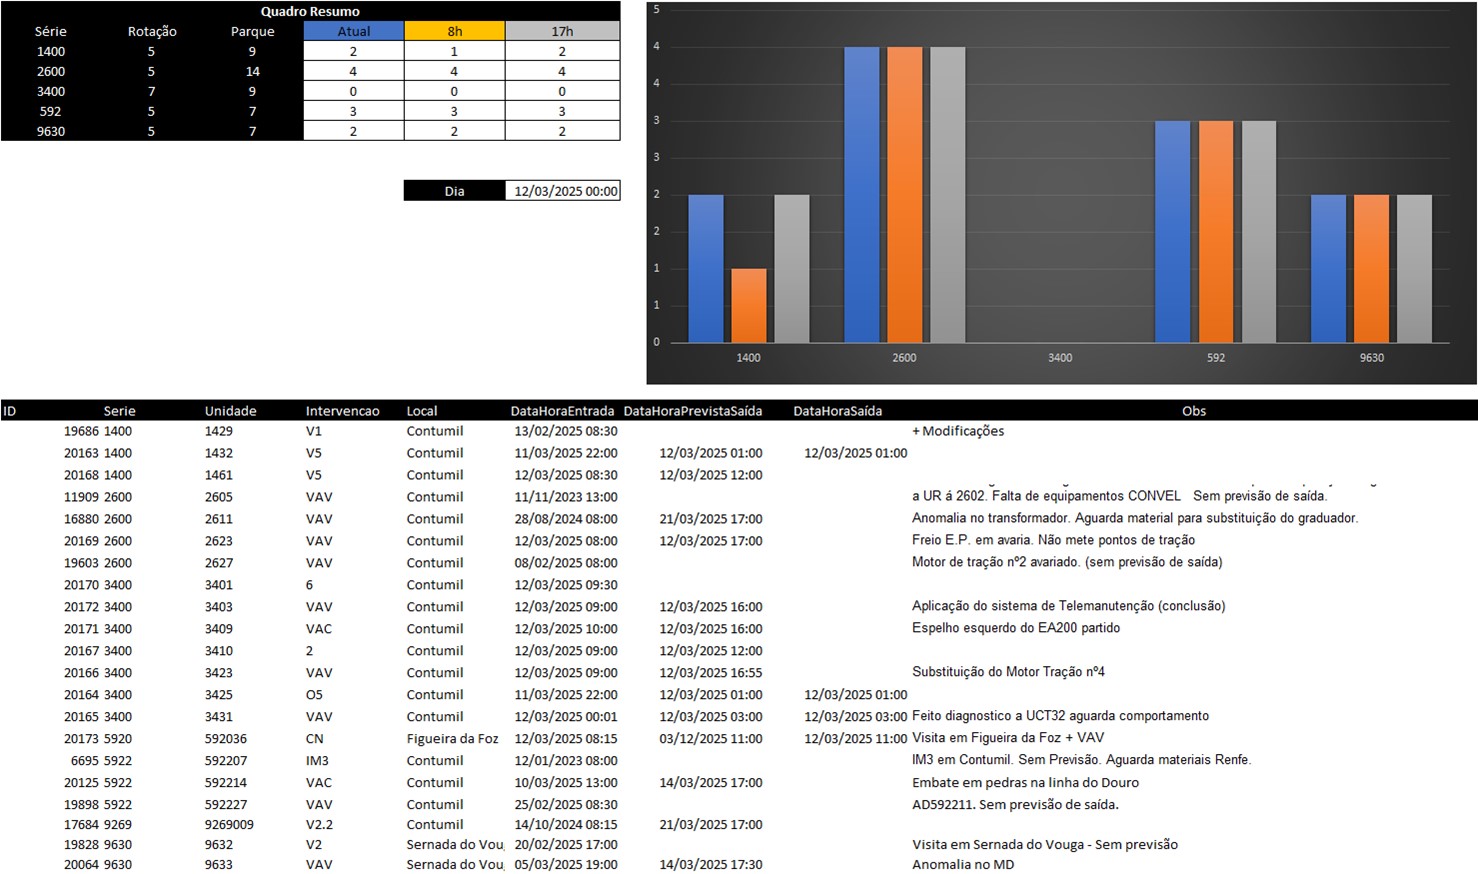 Quadro Resumo
Série Rotação Parque Atual 8h 17h
1400 5 9 2 1 2
2600 5 14 4 4 4
3400 7 9 0 0 0
592 5 7 3 3 3
9630 5 7 2 2 2
Dia 12/03/2025 00:00
5
4
4
3
3
2
2
1
1
0
1400 2600 3400 592 9630
ID Serie Unidade Intervencao Local DataHoraEntrada DataHoraPrevistaSaída DataHoraSaída Obs
19686 1400 1429 V1 Contumil 13/02/2025 08:30 + Modificações
20163 1400 1432 V5 Contumil 11/03/2025 22:00 12/03/2025 01:00 12/03/2025 01:00
20168 1400 1461 V5 Contumil 12/03/2025 08:30 12/03/2025 12:00
11909 2600 2605 VAV Contumil 11/11/2023 13:00 a UR á 2602. Falta de equipamentos CONVEL Sem previsão de saída.
16880 2600 2611 VAV Contumil 28/08/2024 08:00 21/03/2025 17:00 Anomalia no transformador. Aguarda material para substituição do graduador.
20169 2600 2623 VAV Contumil 12/03/2025 08:00 12/03/2025 17:00 Freio E.P. em avaria. Não mete pontos de tração
19603 2600 2627 VAV Contumil 08/02/2025 08:00 Motor de tração nº2 avariado. (sem previsão de saída)
20170 3400 3401 6 Contumil 12/03/2025 09:30
20172 3400 3403 VAV Contumil 12/03/2025 09:00 12/03/2025 16:00 Aplicação do sistema de Telemanutenção (conclusão)
20171 3400 3409 VAC Contumil 12/03/2025 10:00 12/03/2025 16:00 Espelho esquerdo do EA200 partido
20167 3400 3410 2 Contumil 12/03/2025 09:00 12/03/2025 12:00
20166 3400 3423 VAV Contumil 12/03/2025 09:00 12/03/2025 16:55 Substituição do Motor Tração nº4
20164 3400 3425 O5 Contumil 11/03/2025 22:00 12/03/2025 01:00 12/03/2025 01:00
20165 3400 3431 VAV Contumil 12/03/2025 00:01 12/03/2025 03:00 12/03/2025 03:00 Feito diagnostico a UCT32 aguarda comportamento
20173 5920 592036 CN Figueira da Foz 12/03/2025 08:15 03/12/2025 11:00 12/03/2025 11:00 Visita em Figueira da Foz + VAV
6695 5922 592207 IM3 Contumil 12/01/2023 08:00 IM3 em Contumil. Sem Previsão. Aguarda materiais Renfe.
20125 5922 592214 VAC Contumil 10/03/2025 13:00 14/03/2025 17:00 Embate em pedras na linha do Douro
19898 5922 592227 VAV Contumil 25/02/2025 08:30 AD592211. Sem previsão de saída.
17684 9269 9269009 V2.2 Contumil 14/10/2024 08:15 21/03/2025 17:00
19828 9630 9632 V2 Sernada do Voug 20/02/2025 17:00 Visita em Sernada do Vouga - Sem previsão
20064 9630 9633 VAV Sernada do Voug 05/03/2025 19:00 14/03/2025 17:30 Anomalia no MD